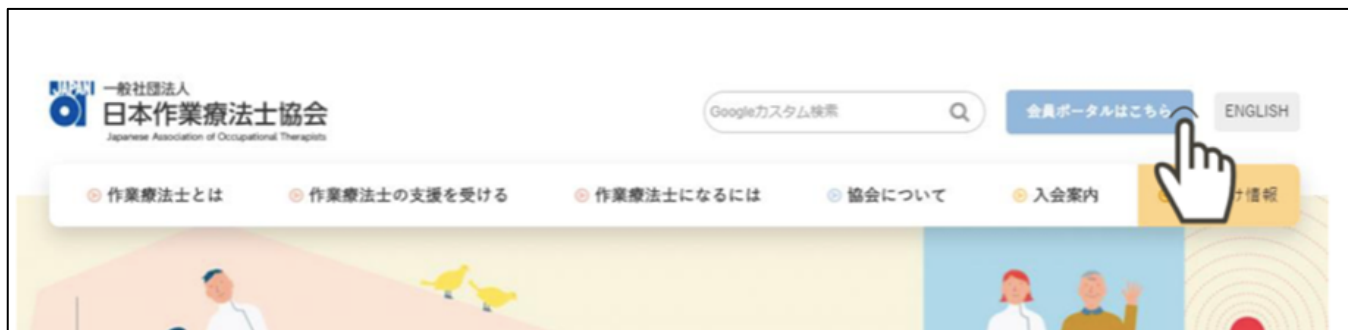 JAPAN
一般社団法人
日本作業療法士協会
Japanese Association of Occupational Therapists
Googleカスタム検索
会員ポータルはこちら
ENGLISH
作業療法士とは
作業療法士の支援を受ける
作業療法士になるには
協会について
入会案内
け情報